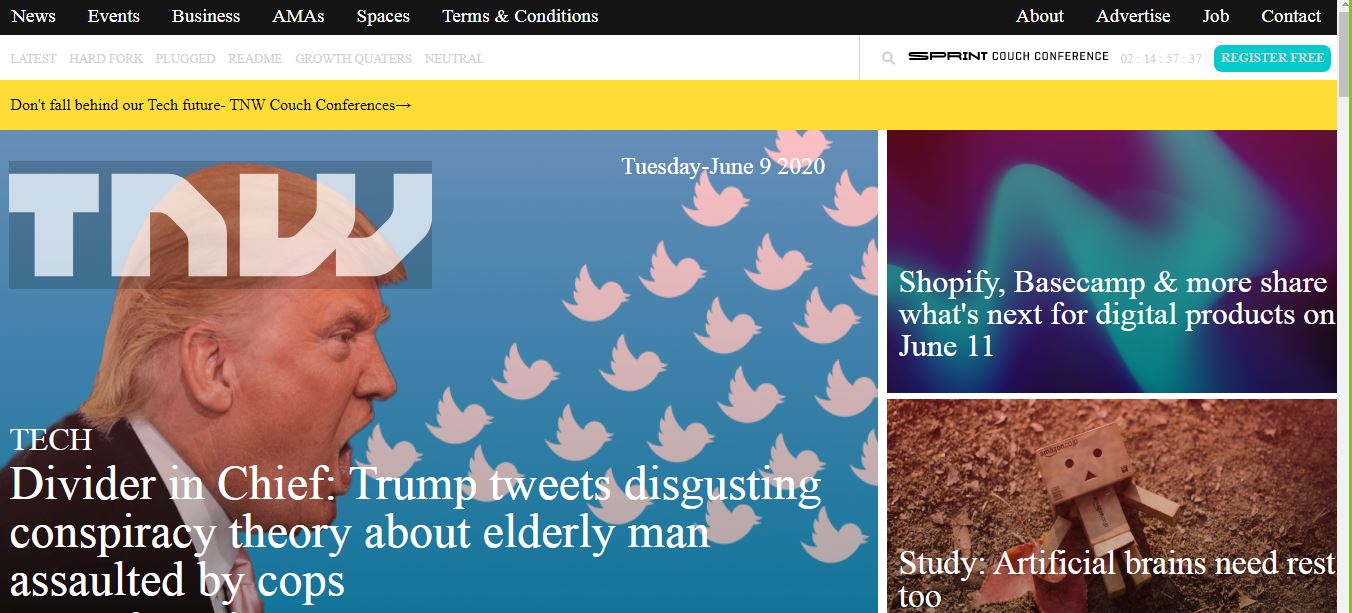 News Events Business AMAs Spaces Terms & Conditions About Advertise Job Contact
LATEST HARD FORK PLUGGED README GROWTH QUATERS NEUTRAL SPRINT COUCH CONFERENCE 02 : 14 : 57 : 37 REGISTER FREE
Don't fall behind our Tech future- TNW Couch Conferences→
Tuesday-June 9 2020
TNW
TECH
Divider in Chief: Trump tweets disgusting
conspiracy theory about elderly man
assaulted by cops
Shopify, Basecamp & more share
what's next for digital products on
June 11
amazon.co.jp
Study: Artificial brains need rest
too